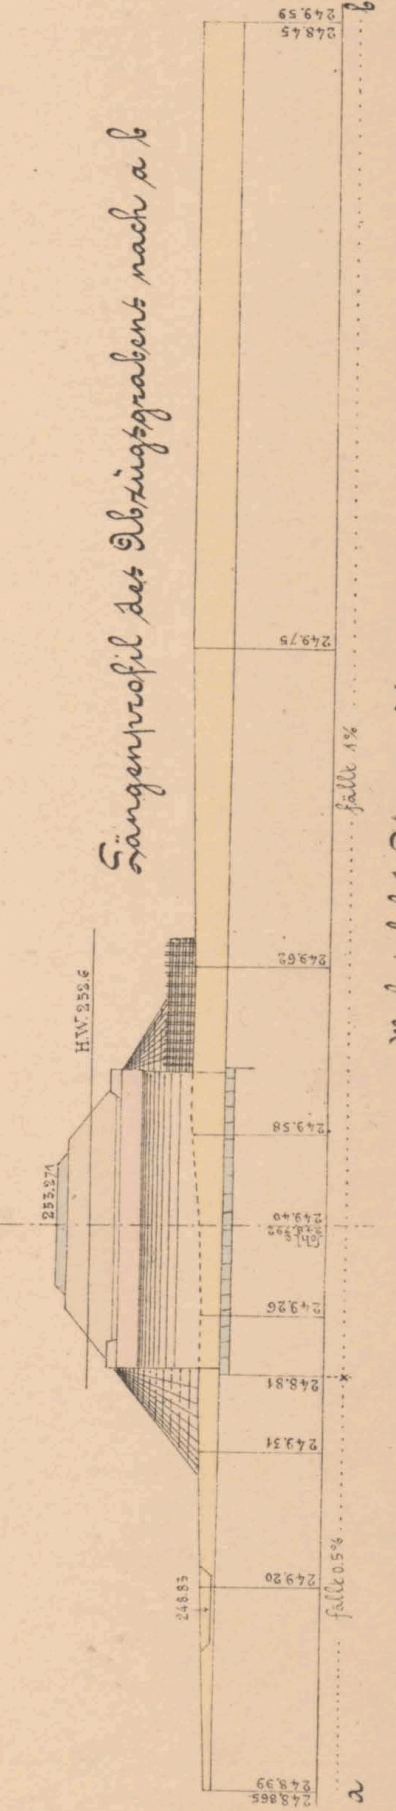 Längenprofil des Abzugsgrabens nach a b
H.W. 252.6
253.271
248.83
248.865
248.99
249.20
249.31
248.81
249.26
249.40
249.58
249.62
249.75
248.45
249.59
fällt 0.5%
fällt 1%
a
b